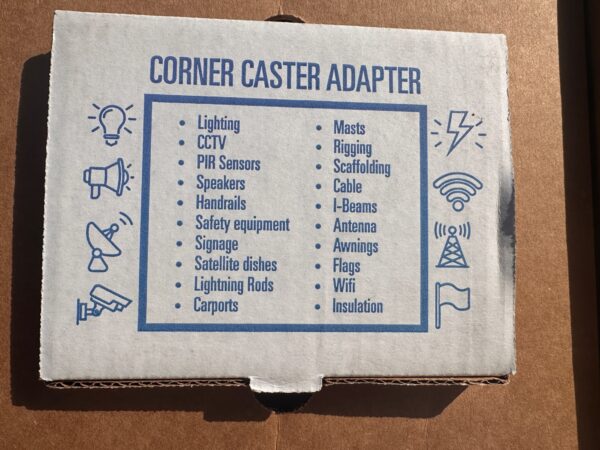 CORNER CASTER ADAPTER
• Lighting
• CCTV
• PIR Sensors
• Speakers
• Handrails
• Safety equipment
• Signage
• Satellite dishes
• Lightning Rods
• Carports
• Masts
• Rigging
• Scaffolding
• Cable
• I-Beams
• Antenna
• Awnings
• Flags
• Wifi
• Insulation